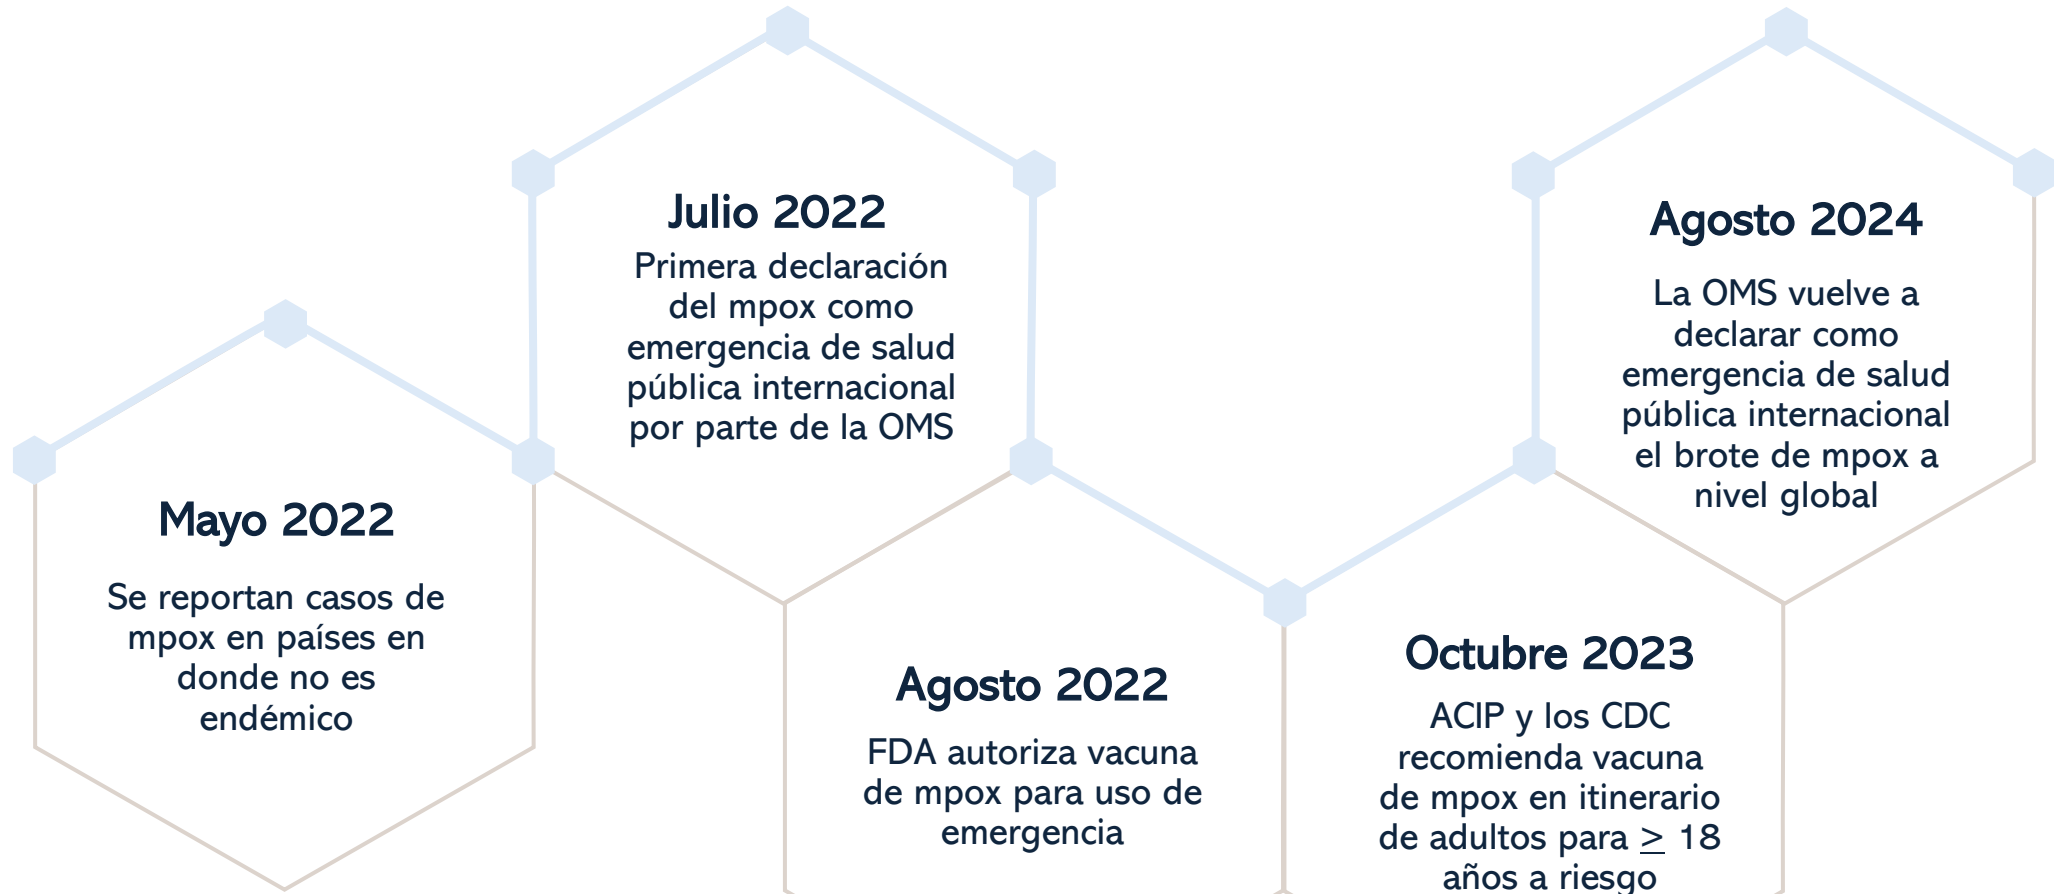 Mayo 2022
Se reportan casos de
mpox en países en
donde no es
endémico
Julio 2022
Primera declaración
del mpox como
emergencia de salud
pública internacional
por parte de la OMS
Agosto 2022
FDA autoriza vacuna
de mpox para uso de
emergencia
Octubre 2023
ACIP y los CDC
recomienda vacuna
de mpox en itinerario
de adultos para ≥ 18
años a riesgo
Agosto 2024
La OMS vuelve a
declarar como
emergencia de salud
pública internacional
el brote de mpox a
nivel global